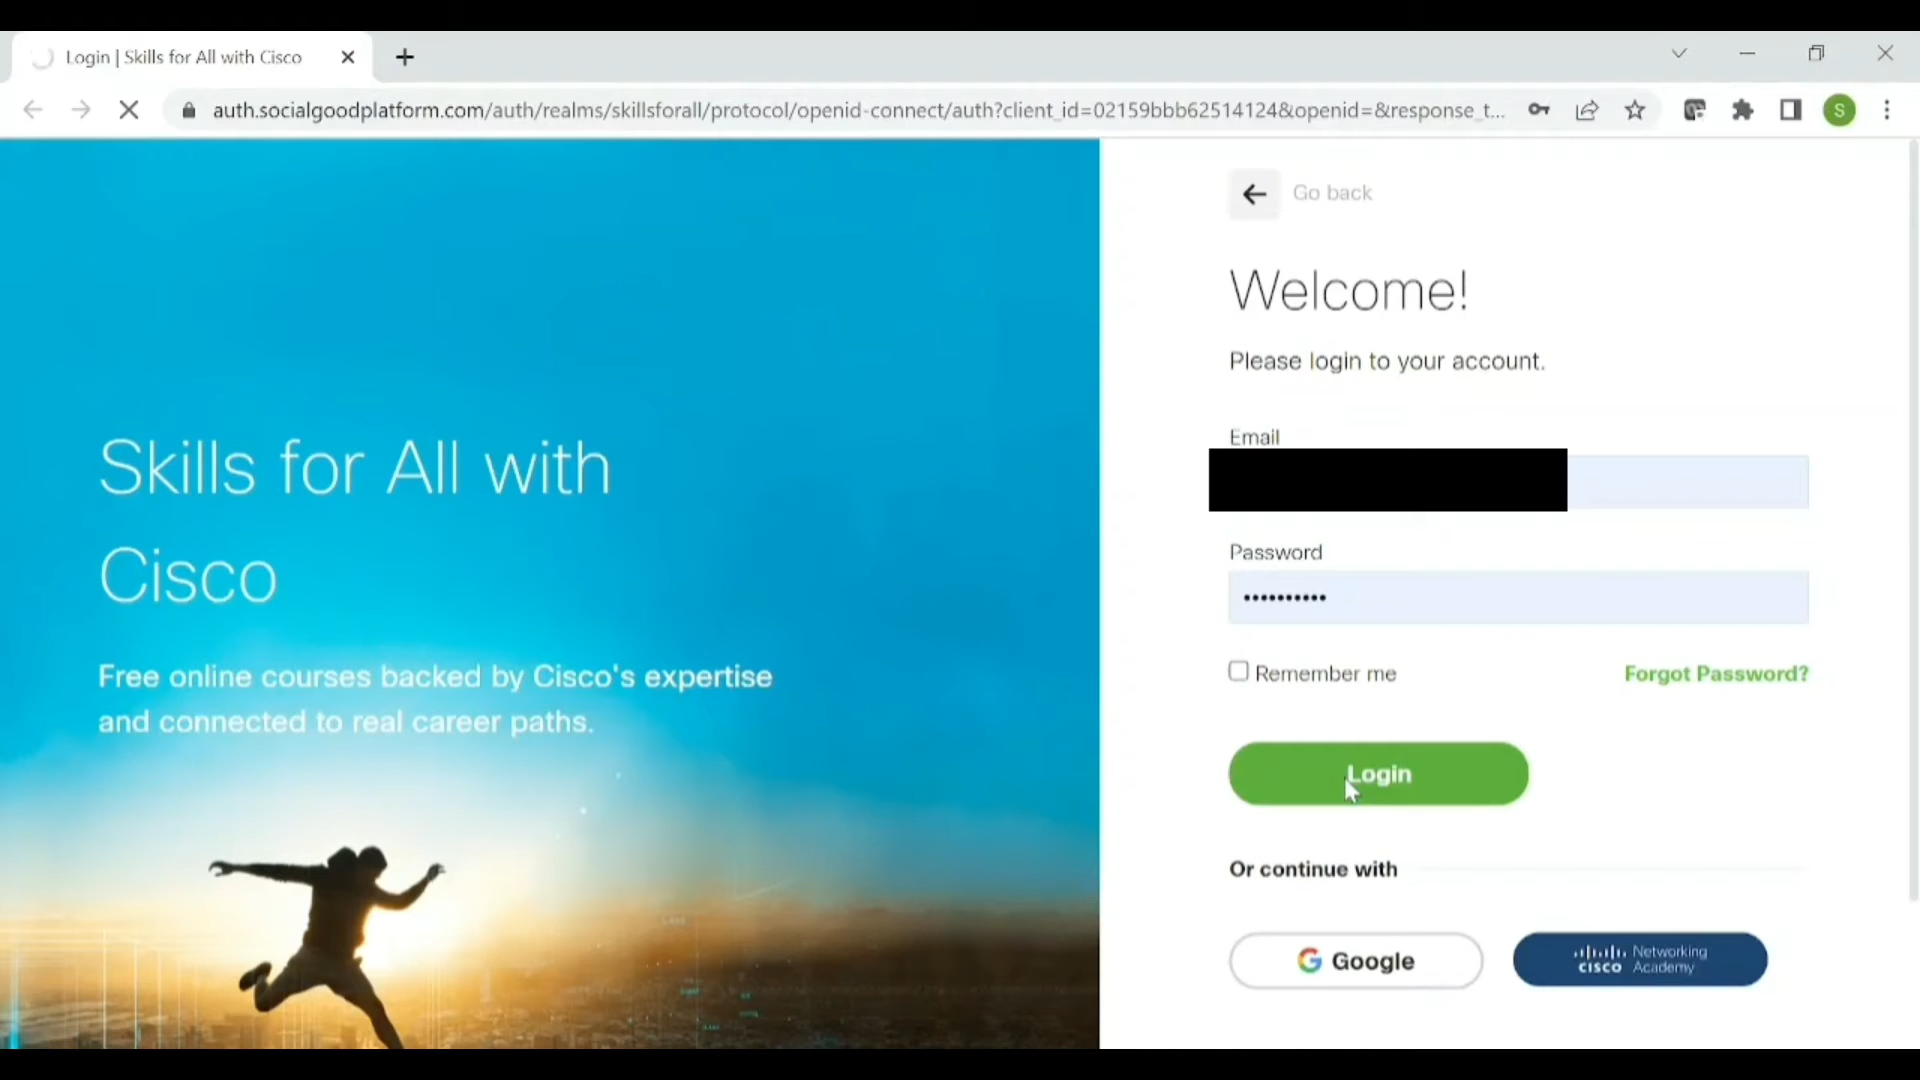 Login | Skills for All with Cisco
auth.socialgoodplatform.com/auth/realms/skillsforall/protocol/openid-connect/auth?client_id=02159bbb62514124&openid=&response_t...
S
Go back
Welcome!
Please login to your account.
Email
Password
••••••••••
Remember me
Forgot Password?
Login
Or continue with
Google
CISCO Networking
Academy
Skills for All with
Cisco
Free online courses backed by Cisco's expertise
and connected to real career paths.